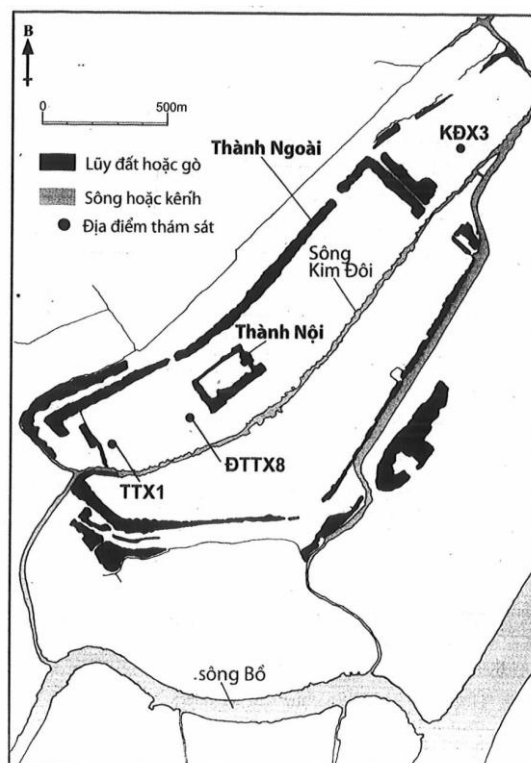 B
0 500m
Lũy đất hoặc gò
Sông hoặc kênh
Địa điểm thám sát
Thành Ngoài
KĐX3
Sông
Kim Đôi
Thành Nội
ĐTTX8
TTX1
sông Bồ